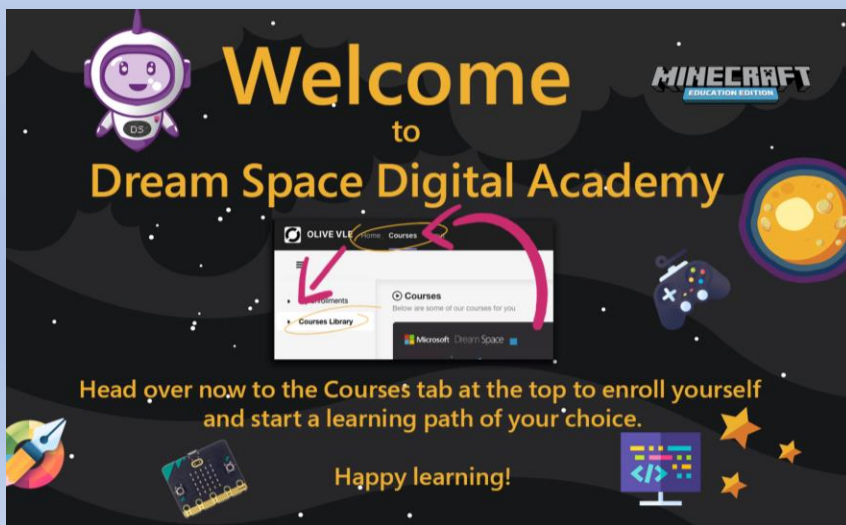 Welcome
to
Dream Space Digital Academy
MINECRAFT
EDUCATION EDITION
DS
OLIVE VLE Home Courses
Courses
Below are some of our courses for you
Courses Library
Microsoft Dream Space
Head over now to the Courses tab at the top to enroll yourself
and start a learning path of your choice.
</>
Happy learning!